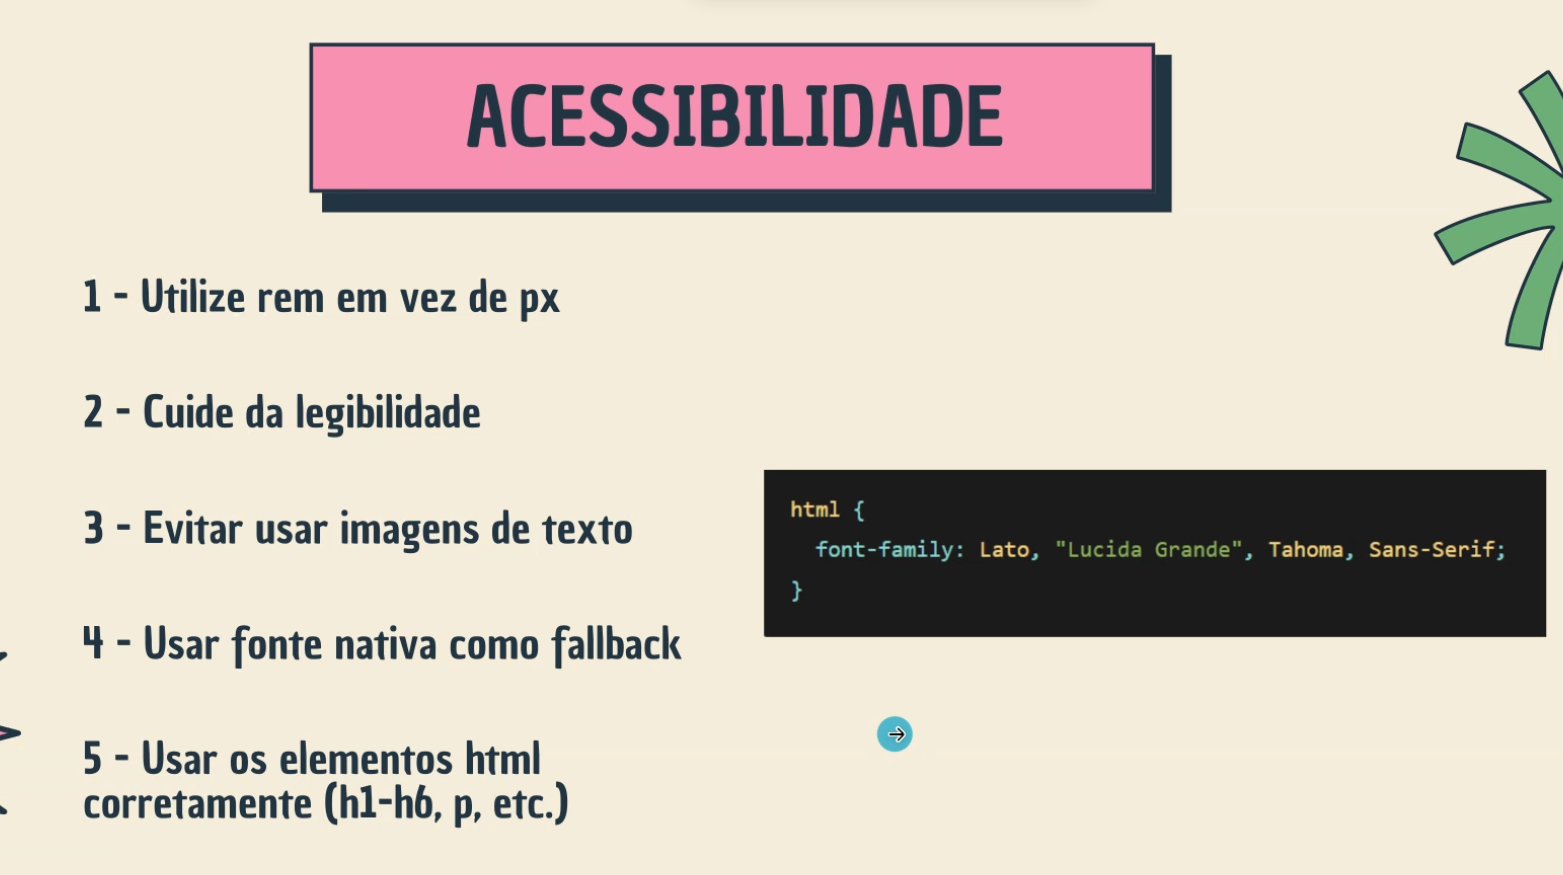 ACESSIBILIDADE
1 - Utilize rem em vez de px
2 - Cuide da legibilidade
3 - Evitar usar imagens de texto
4 - Usar fonte nativa como fallback
5 - Usar os elementos html
corretamente (h1-h6, p, etc.)
html {
  font-family: Lato, "Lucida Grande", Tahoma, Sans-Serif;
}